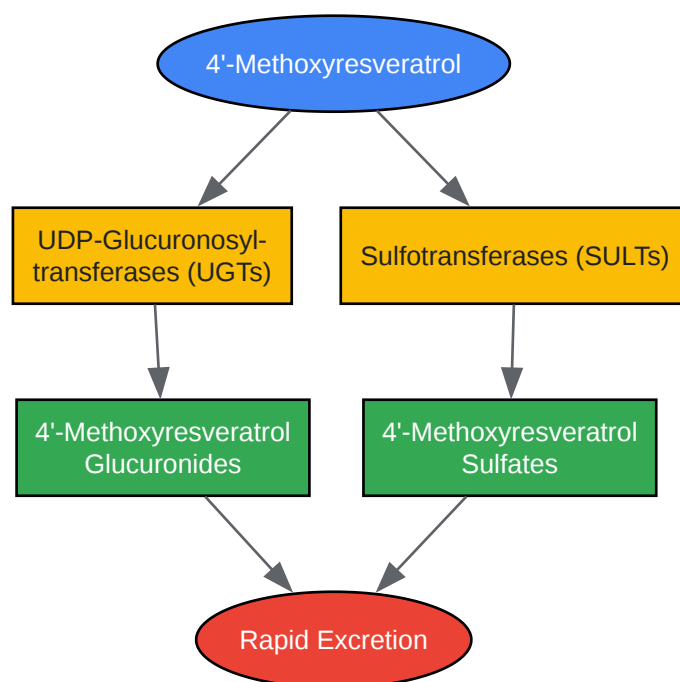 4'-Methoxyresveratrol
UDP-Glucuronosyl-
transferases (UGTs)
Sulfotransferases (SULTs)
4'-Methoxyresveratrol
Glucuronides
4'-Methoxyresveratrol
Sulfates
Rapid Excretion